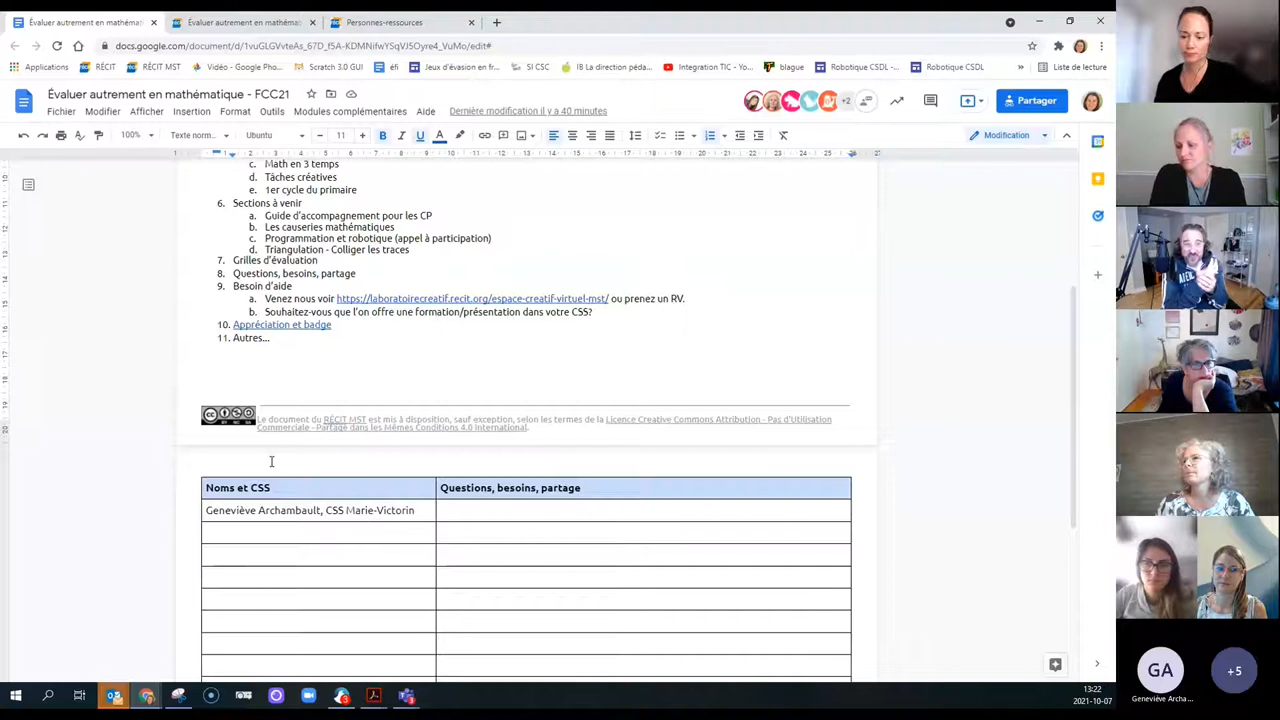 Évaluer autrement en mathémat
Évaluer autrement en mathémat
Personnes-ressources
docs.google.com/document/d/1vuGLGVvteAs_67D_f5A-KDMNifwYSqVJ5Oyre4_VuMo/edit#
Applications
RÉCIT
RÉCIT MST
Vidéo - Google Pho...
Scratch 3.0 GUI
éfi
Jeux d'évasion en fr...
SI CSC
IB La direction péda...
Integration TIC - Yo...
blague
Robotique CSDL -...
Robotique CSDL...
Liste de lecture
Évaluer autrement en mathématique - FCC21
Fichier Modifier Afficher Insertion Format Outils Modules complémentaires Aide Dernière modification il y a 40 minutes
+2
Partager
100% Texte norm... Ubuntu 11
Modification
c. Math en 3 temps
d. Tâches créatives
e. 1er cycle du primaire
6. Sections à venir
a. Guide d'accompagnement pour les CP
b. Les causeries mathématiques
c. Programmation et robotique (appel à participation)
d. Triangulation - Colliger les traces
7. Grilles d'évaluation
8. Questions, besoins, partage
9. Besoin d'aide
a. Venez nous voir https://laboratoirecreatif.recit.org/espace-creatif-virtuel-mst/ ou prenez un RV.
b. Souhaitez-vous que l'on offre une formation/présentation dans votre CSS?
10. Appréciation et badge
11. Autres...
Le document du RÉCIT MST est mis à disposition, sauf exception, selon les termes de la Licence Creative Commons Attribution - Pas d'Utilisation
Commerciale - Partage dans les Mêmes Conditions 4.0 International.
Noms et CSS
Questions, besoins, partage
Geneviève Archambault, CSS Marie-Victorin
GA
+5
Geneviève Archa...
13:22
2021-10-07